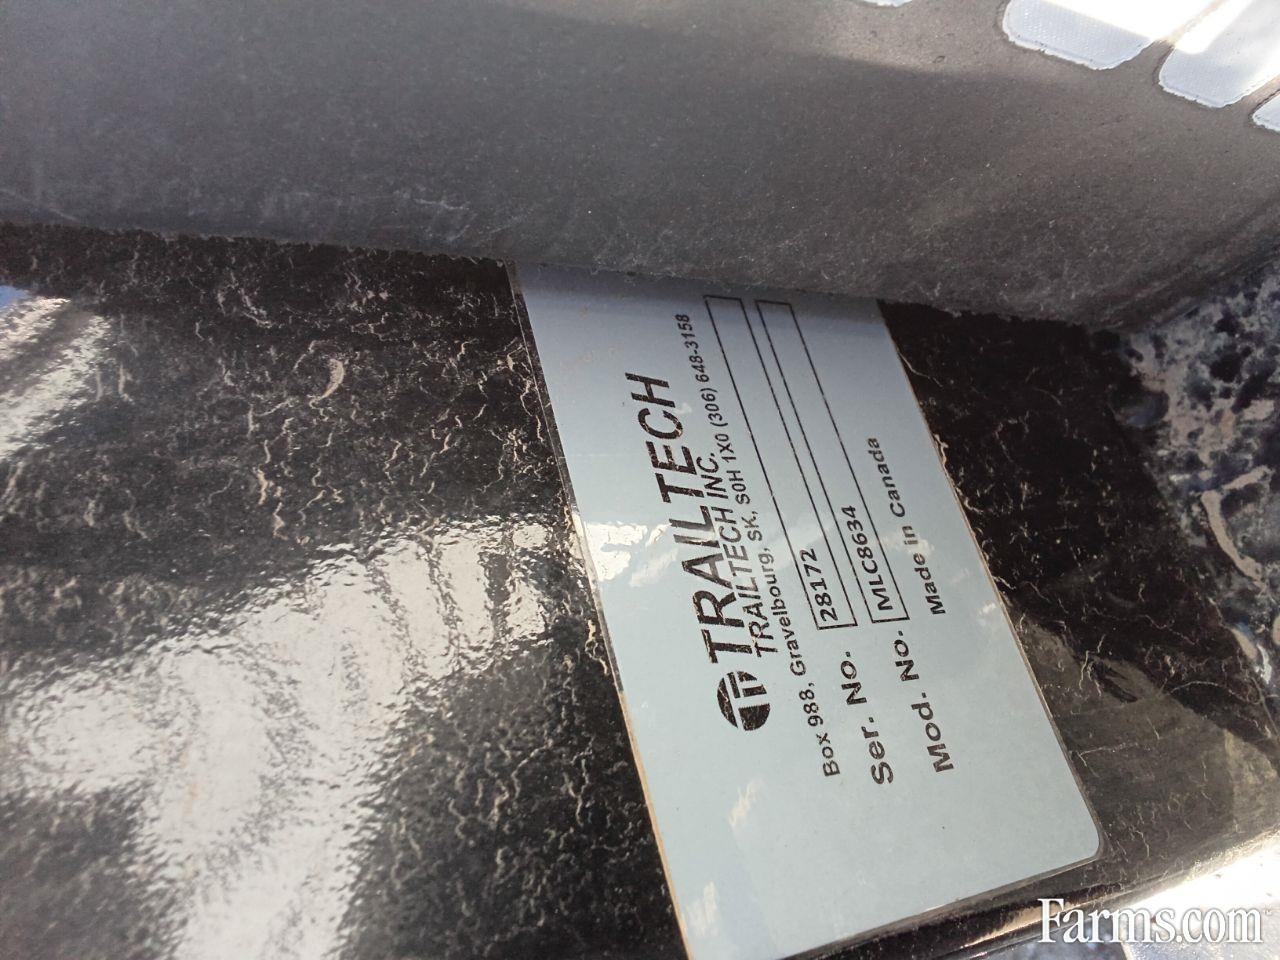 TRAILTECH
TRAILTECH INC.
Box 988, Gravelbourg, SK, S0H 1X0 (306) 648-3158
Ser. No. 28172
Mod. No. MLC8634
Made in Canada
Farms.com